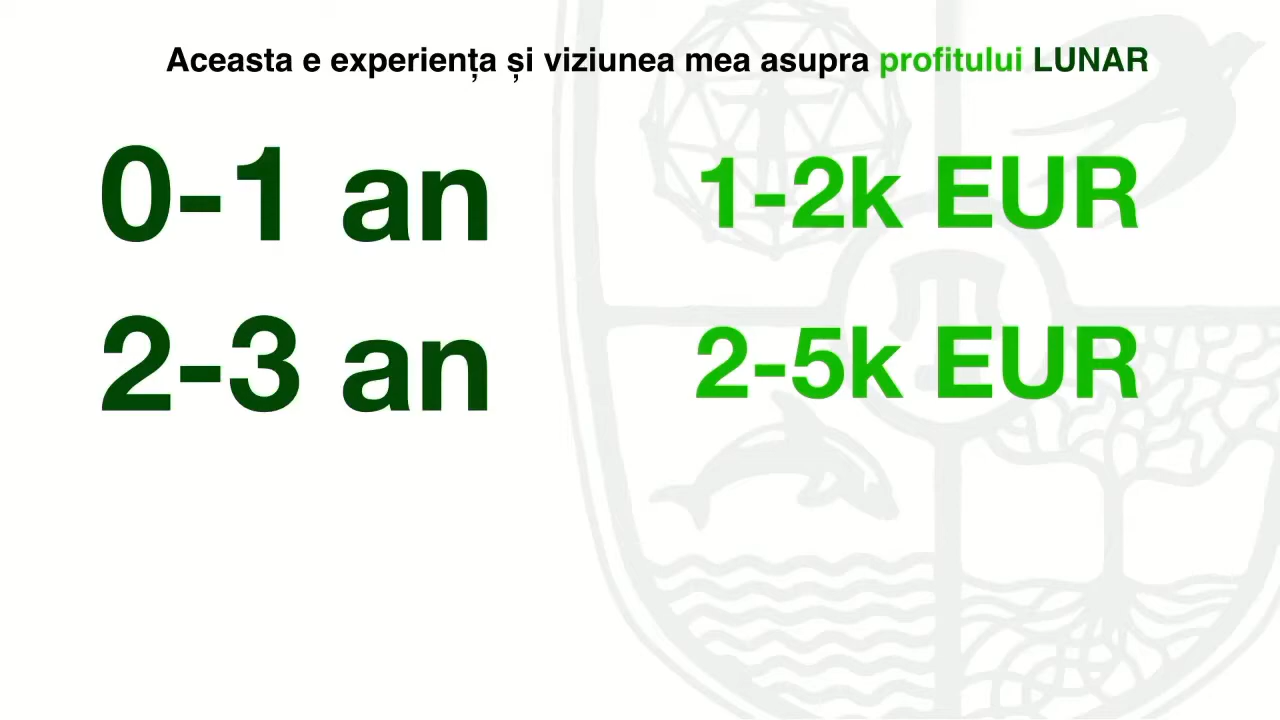 Aceasta e experiența și viziunea mea asupra profitului LUNAR
0-1 an 1-2k EUR
2-3 an 2-5k EUR